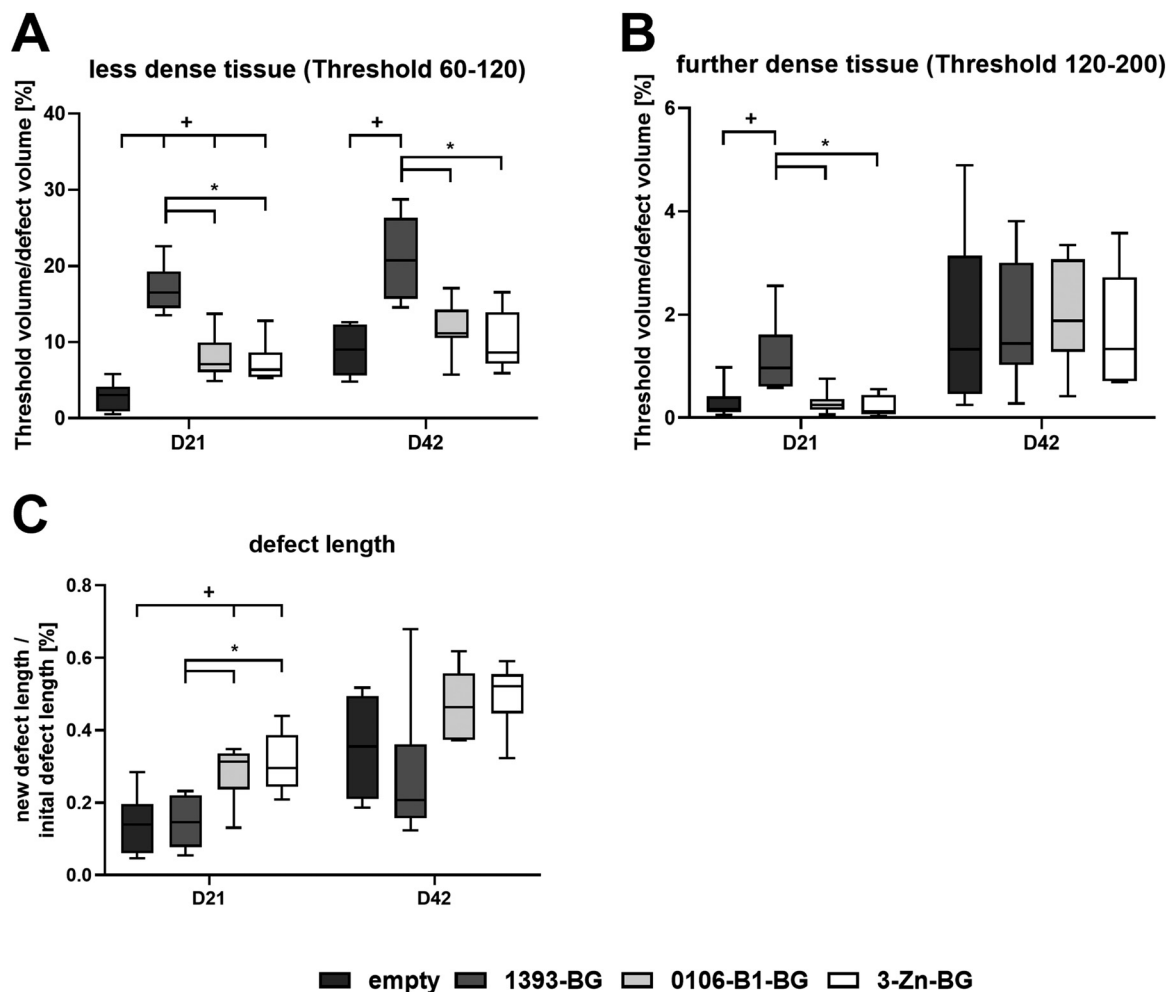 A
less dense tissue (Threshold 60-120)
Threshold volume/defect volume [%]
40
30
20
10
0
+
*
+
*
D21
D42
B
further dense tissue (Threshold 120-200)
Threshold volume/defect volume [%]
6
4
2
0
+
*
D21
D42
C
defect length
new defect length /
inital defect length [%]
0.8
0.6
0.4
0.2
0.0
+
*
D21
D42
empty 1393-BG 0106-B1-BG 3-Zn-BG